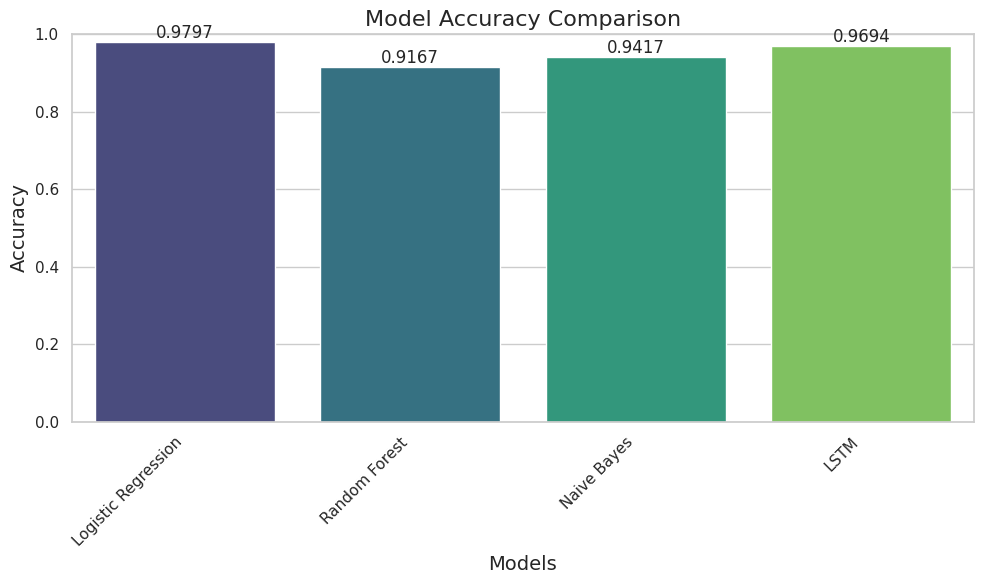 Model Accuracy Comparison
0.9797
0.9167
0.9417
0.9694
1.0
0.8
0.6
0.4
0.2
0.0
Accuracy
Logistic Regression
Random Forest
Naive Bayes
LSTM
Models